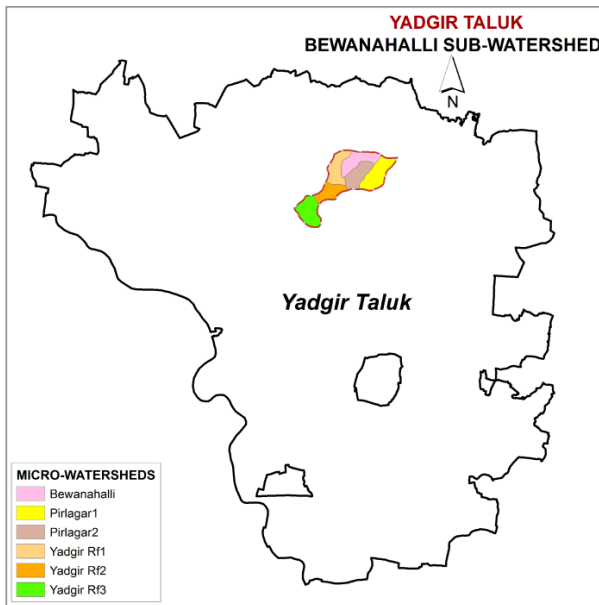 YADGIR TALUK
BEWANAHALLI SUB-WATERSHED
N
Yadgir Taluk
MICRO-WATERSHEDS
Bewanahalli
Pirlagar1
Pirlagar2
Yadgir Rf1
Yadgir Rf2
Yadgir Rf3